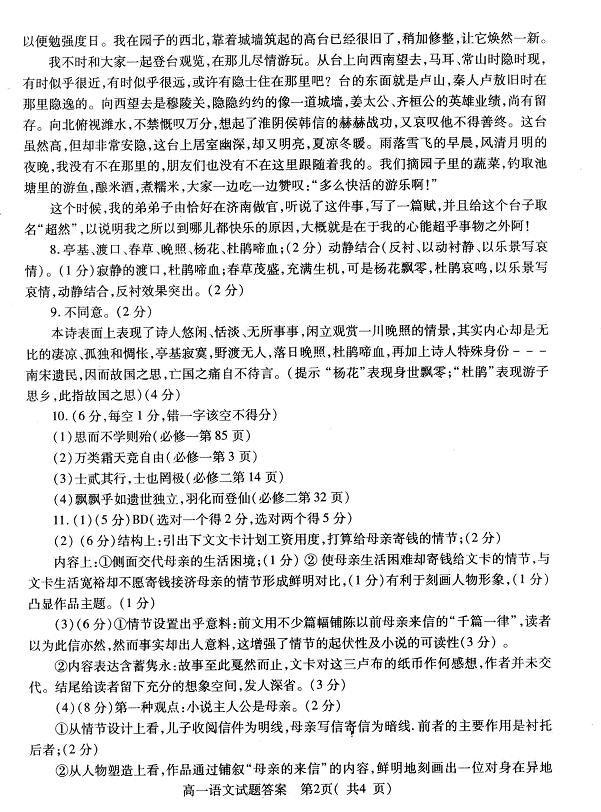 以便勉强度日。我在园子的西北,靠着城墙筑起的高台已经很旧了,稍加修整,让它焕然一新。
我不时和大家一起登台观览,在那儿尽情游玩。从台上向西南望去,马耳、常山时隐时现,
有时似乎很近,有时似乎很远,或许有隐士住在那里吧?台的东面就是卢山,秦人卢敖旧时在
那里隐逸的。向西望去是穆陵关,隐隐约约的像一道城墙,姜太公、齐桓公的英雄业绩,尚有留
存。向北俯视潍水,不禁慨叹万分,想起了淮阴侯韩信的赫赫战功,又哀叹他不得善终。这台
虽然高,但却非常安隐,这台上居室幽深,却又明亮,夏凉冬暖。雨落雪飞的早晨,风清月明的
夜晚,我没有不在那里的,朋友们也没有不在这里跟随着我的。我们摘园子里的蔬菜,钓取池
塘里的游鱼,酿米酒,煮糯米,大家一边吃一边赞叹:“多么快活的游乐啊!”
这个时候,我的弟弟子由恰好在济南做官,听说了这件事,写了一篇赋,并且给这个台子取
名“超然”,以说明我之所以到哪儿都快乐的原因,大概就是在于我的心能超乎事物之外阿!
8.亭基、渡口、春草、晚照、杨花、杜鹃啼血;(2分)动静结合(反衬、以动衬静、以乐景写哀
情)。(1分)寂静的渡口,杜鹃啼血;春草茂盛,充满生机,可是杨花飘零,杜鹃哀鸣,以乐景写
哀情,动静结合,反衬效果突出。(2分)
9.不同意。(2分)
本诗表面上表现了诗人悠闲、恬淡、无所事事,闲立观赏一川晚照的情景,其实内心却是无
比的凄凉、孤独和惆怅,亭基寂寞,野渡无人,落日晚照,杜鹃啼血,再加上诗人特殊身份---
南宋遗民,因而故国之思,亡国之痛自不待言。(提示“杨花”表现身世飘零;“杜鹃”表现游子
思乡,此指故国之思)(4分)
10.(6分,每空1分,错一字该空不得分)
(1)思而不学则殆(必修一第85页)
(2)万类霜天竞自由(必修一第3页)
(3)士贰其行,士也罔极(必修二第14页)
(4)飘飘乎如遗世独立,羽化而登仙(必修二第32页)
11.(1)(5分)BD(选对一个得2分,选对两个得5分)
(2)(6分)结构上:引出下文文卡计划工资用度,打算给母亲寄钱的情节;(2分)
内容上:①侧面交代母亲的生活困境;(1分)②使母亲生活困难却寄钱给文卡的情节,与
文卡生活宽裕却不愿寄钱接济母亲的情节形成鲜明对比,(1分)有利于刻画人物形象,(1分)
凸显作品主题。(1分)
(3)(6分)①情节设置出乎意料:前文用不少篇幅铺陈以前母亲来信的“千篇一律”,读者
以为此信亦然,然而事实却出人意料,这增强了情节的起伏性及小说的可读性(3分)。
②内容表达含蓄隽永:故事至此戛然而止,文卡对这三卢布的纸币作何感想,作者并未交
代。结尾给读者留下充分的想象空间,发人深省。(3分)
(4)(8分)第一种观点:小说主人公是母亲。(2分)
①从情节设计上看,儿子收阅信件为明线,母亲写信寄信为暗线.前者的主要作用是衬托
后者;(2分)
②从人物塑造上看,作品通过铺叙“母亲的来信”的内容,鲜明地刻画出一位对身在异地
高一语文试题答案 第2页(共4页)